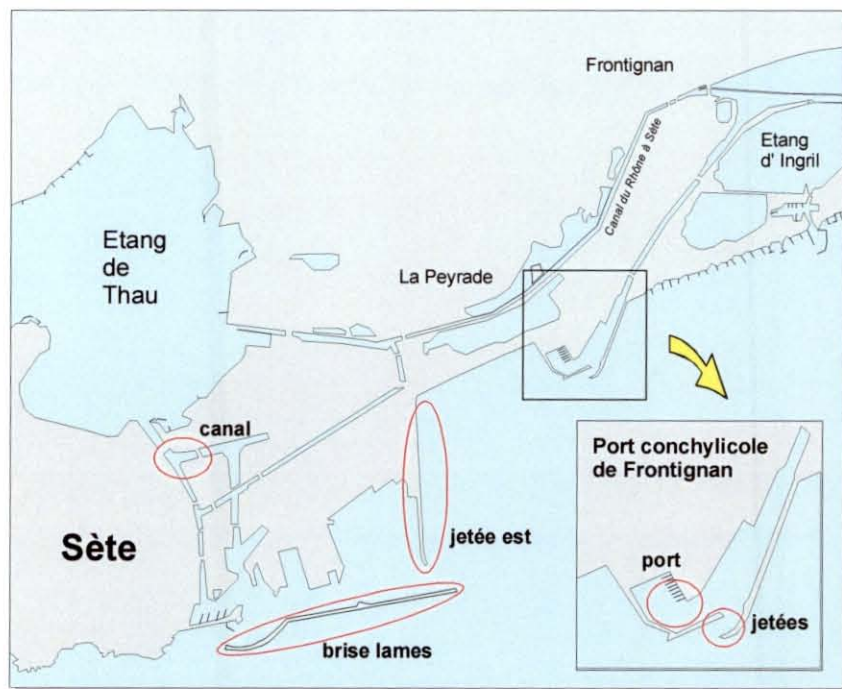 Frontignan
Canal du Rhône à Sète
Etang
d' Ingril
Etang
de
Thau
La Peyrade
canal
Port conchylicole
de Frontignan
Sète
jetée est
port
jetées
brise lames